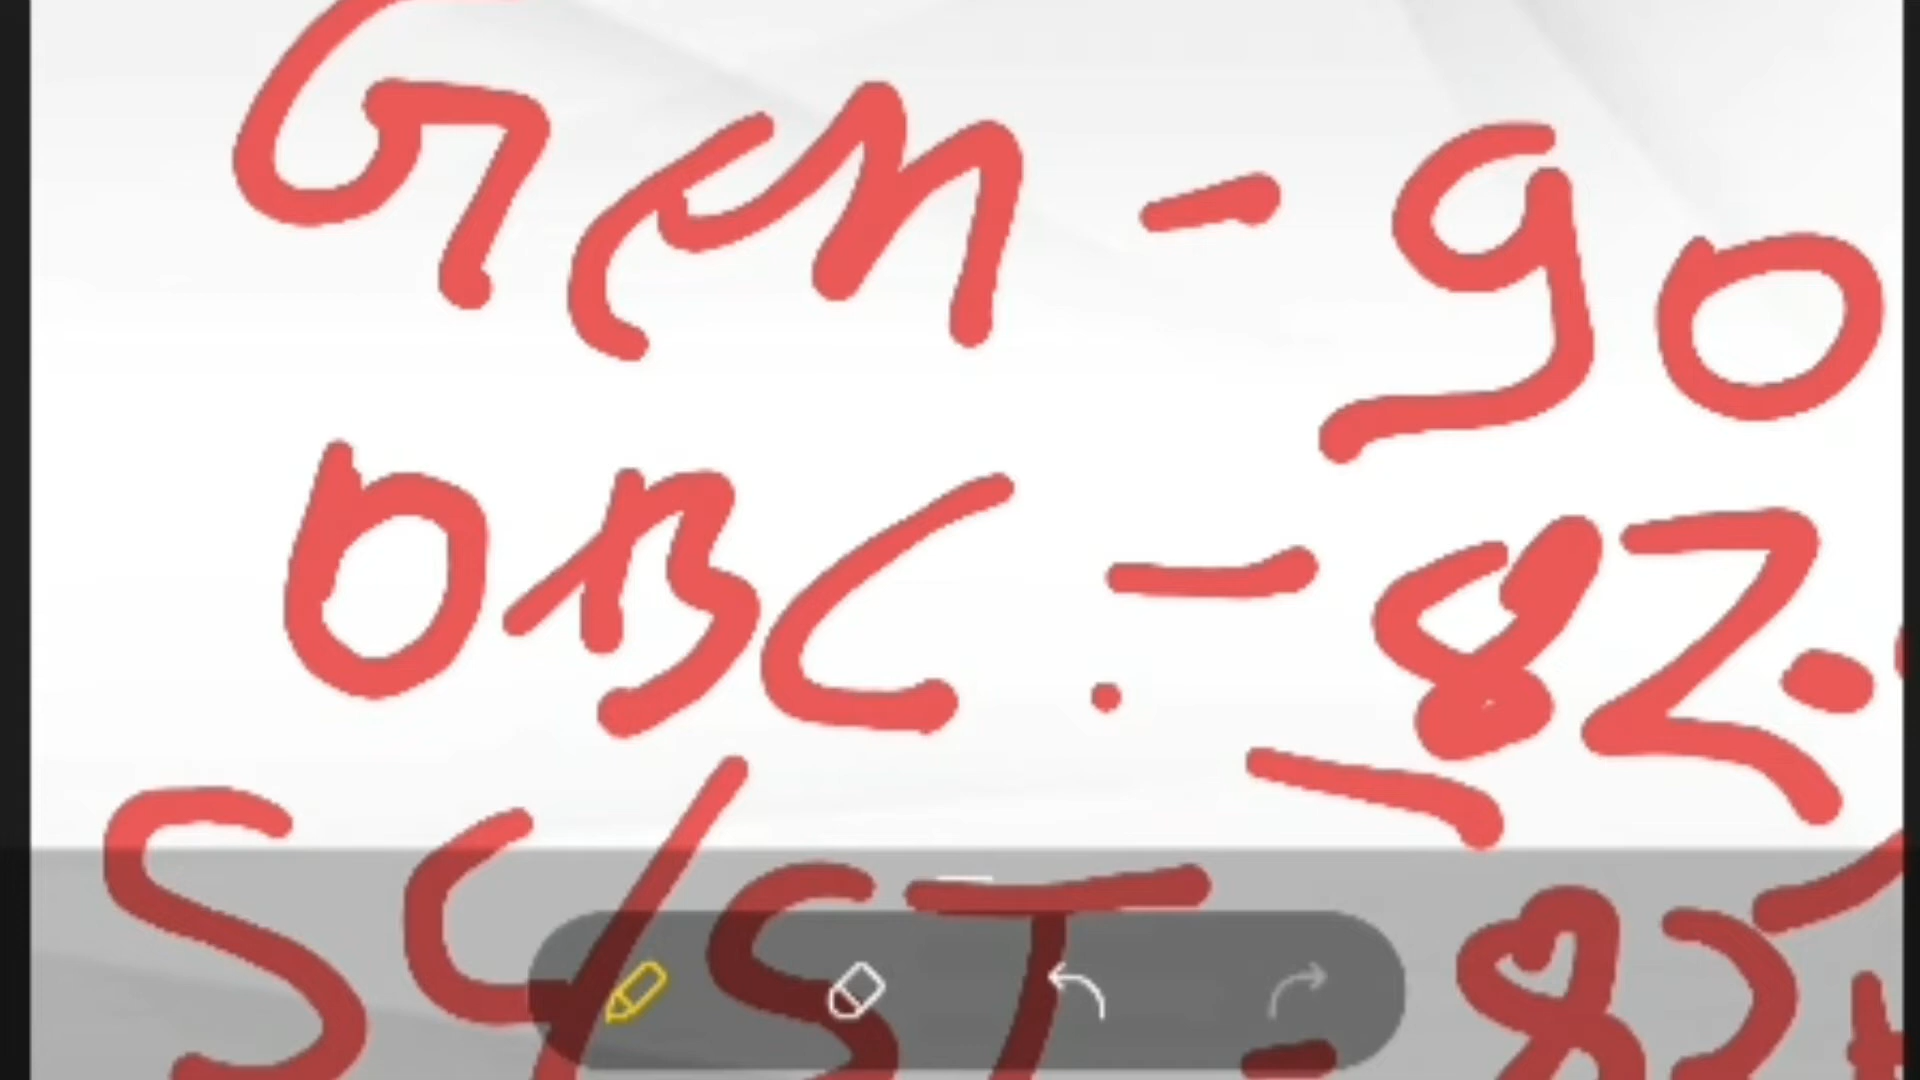 Gen - 90
OBC. - 82.
SC/ST - 82